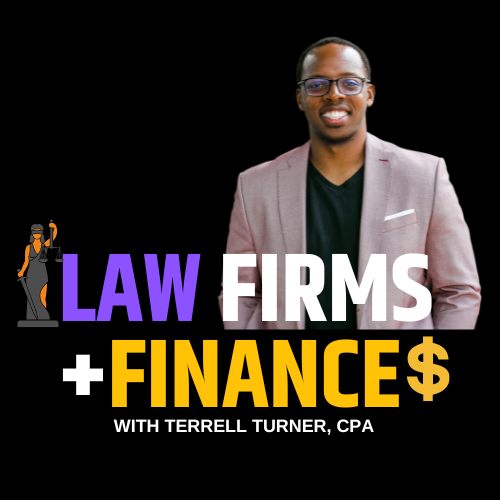 LAW FIRMS
+FINANCE$
WITH TERRELL TURNER, CPA